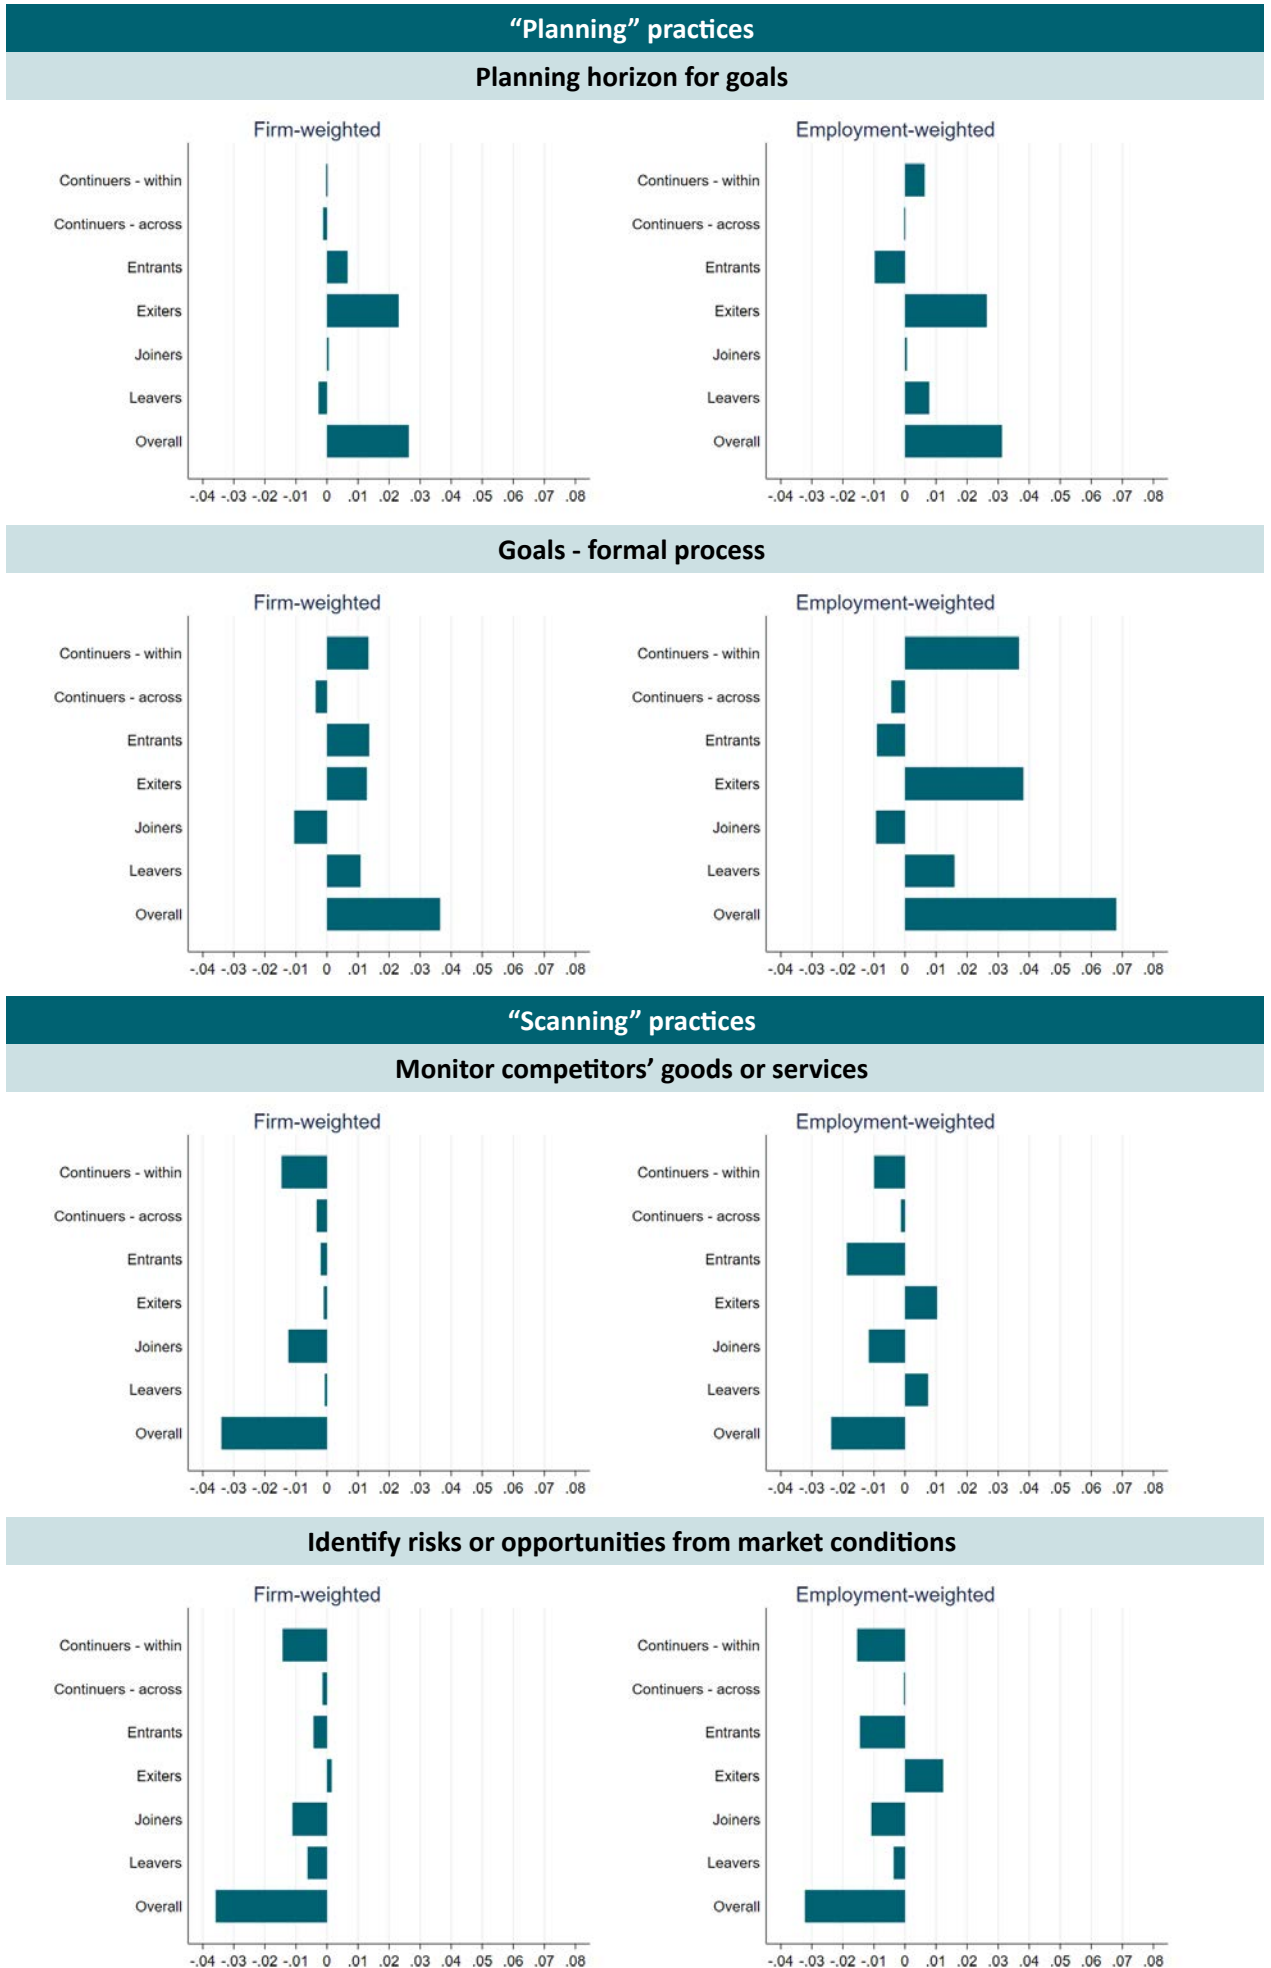 “Planning” practices
Planning horizon for goals
Firm-weighted
Continuers - within
Continuers - across
Entrants
Exiters
Joiners
Leavers
Overall
-.04 -.03 -.02 -.01 0 .01 .02 .03 .04 .05 .06 .07 .08
Employment-weighted
Continuers - within
Continuers - across
Entrants
Exiters
Joiners
Leavers
Overall
-.04 -.03 -.02 -.01 0 .01 .02 .03 .04 .05 .06 .07 .08
Goals - formal process
Firm-weighted
Continuers - within
Continuers - across
Entrants
Exiters
Joiners
Leavers
Overall
-.04 -.03 -.02 -.01 0 .01 .02 .03 .04 .05 .06 .07 .08
Employment-weighted
Continuers - within
Continuers - across
Entrants
Exiters
Joiners
Leavers
Overall
-.04 -.03 -.02 -.01 0 .01 .02 .03 .04 .05 .06 .07 .08
“Scanning” practices
Monitor competitors’ goods or services
Firm-weighted
Continuers - within
Continuers - across
Entrants
Exiters
Joiners
Leavers
Overall
-.04 -.03 -.02 -.01 0 .01 .02 .03 .04 .05 .06 .07 .08
Employment-weighted
Continuers - within
Continuers - across
Entrants
Exiters
Joiners
Leavers
Overall
-.04 -.03 -.02 -.01 0 .01 .02 .03 .04 .05 .06 .07 .08
Identify risks or opportunities from market conditions
Firm-weighted
Continuers - within
Continuers - across
Entrants
Exiters
Joiners
Leavers
Overall
-.04 -.03 -.02 -.01 0 .01 .02 .03 .04 .05 .06 .07 .08
Employment-weighted
Continuers - within
Continuers - across
Entrants
Exiters
Joiners
Leavers
Overall
-.04 -.03 -.02 -.01 0 .01 .02 .03 .04 .05 .06 .07 .08